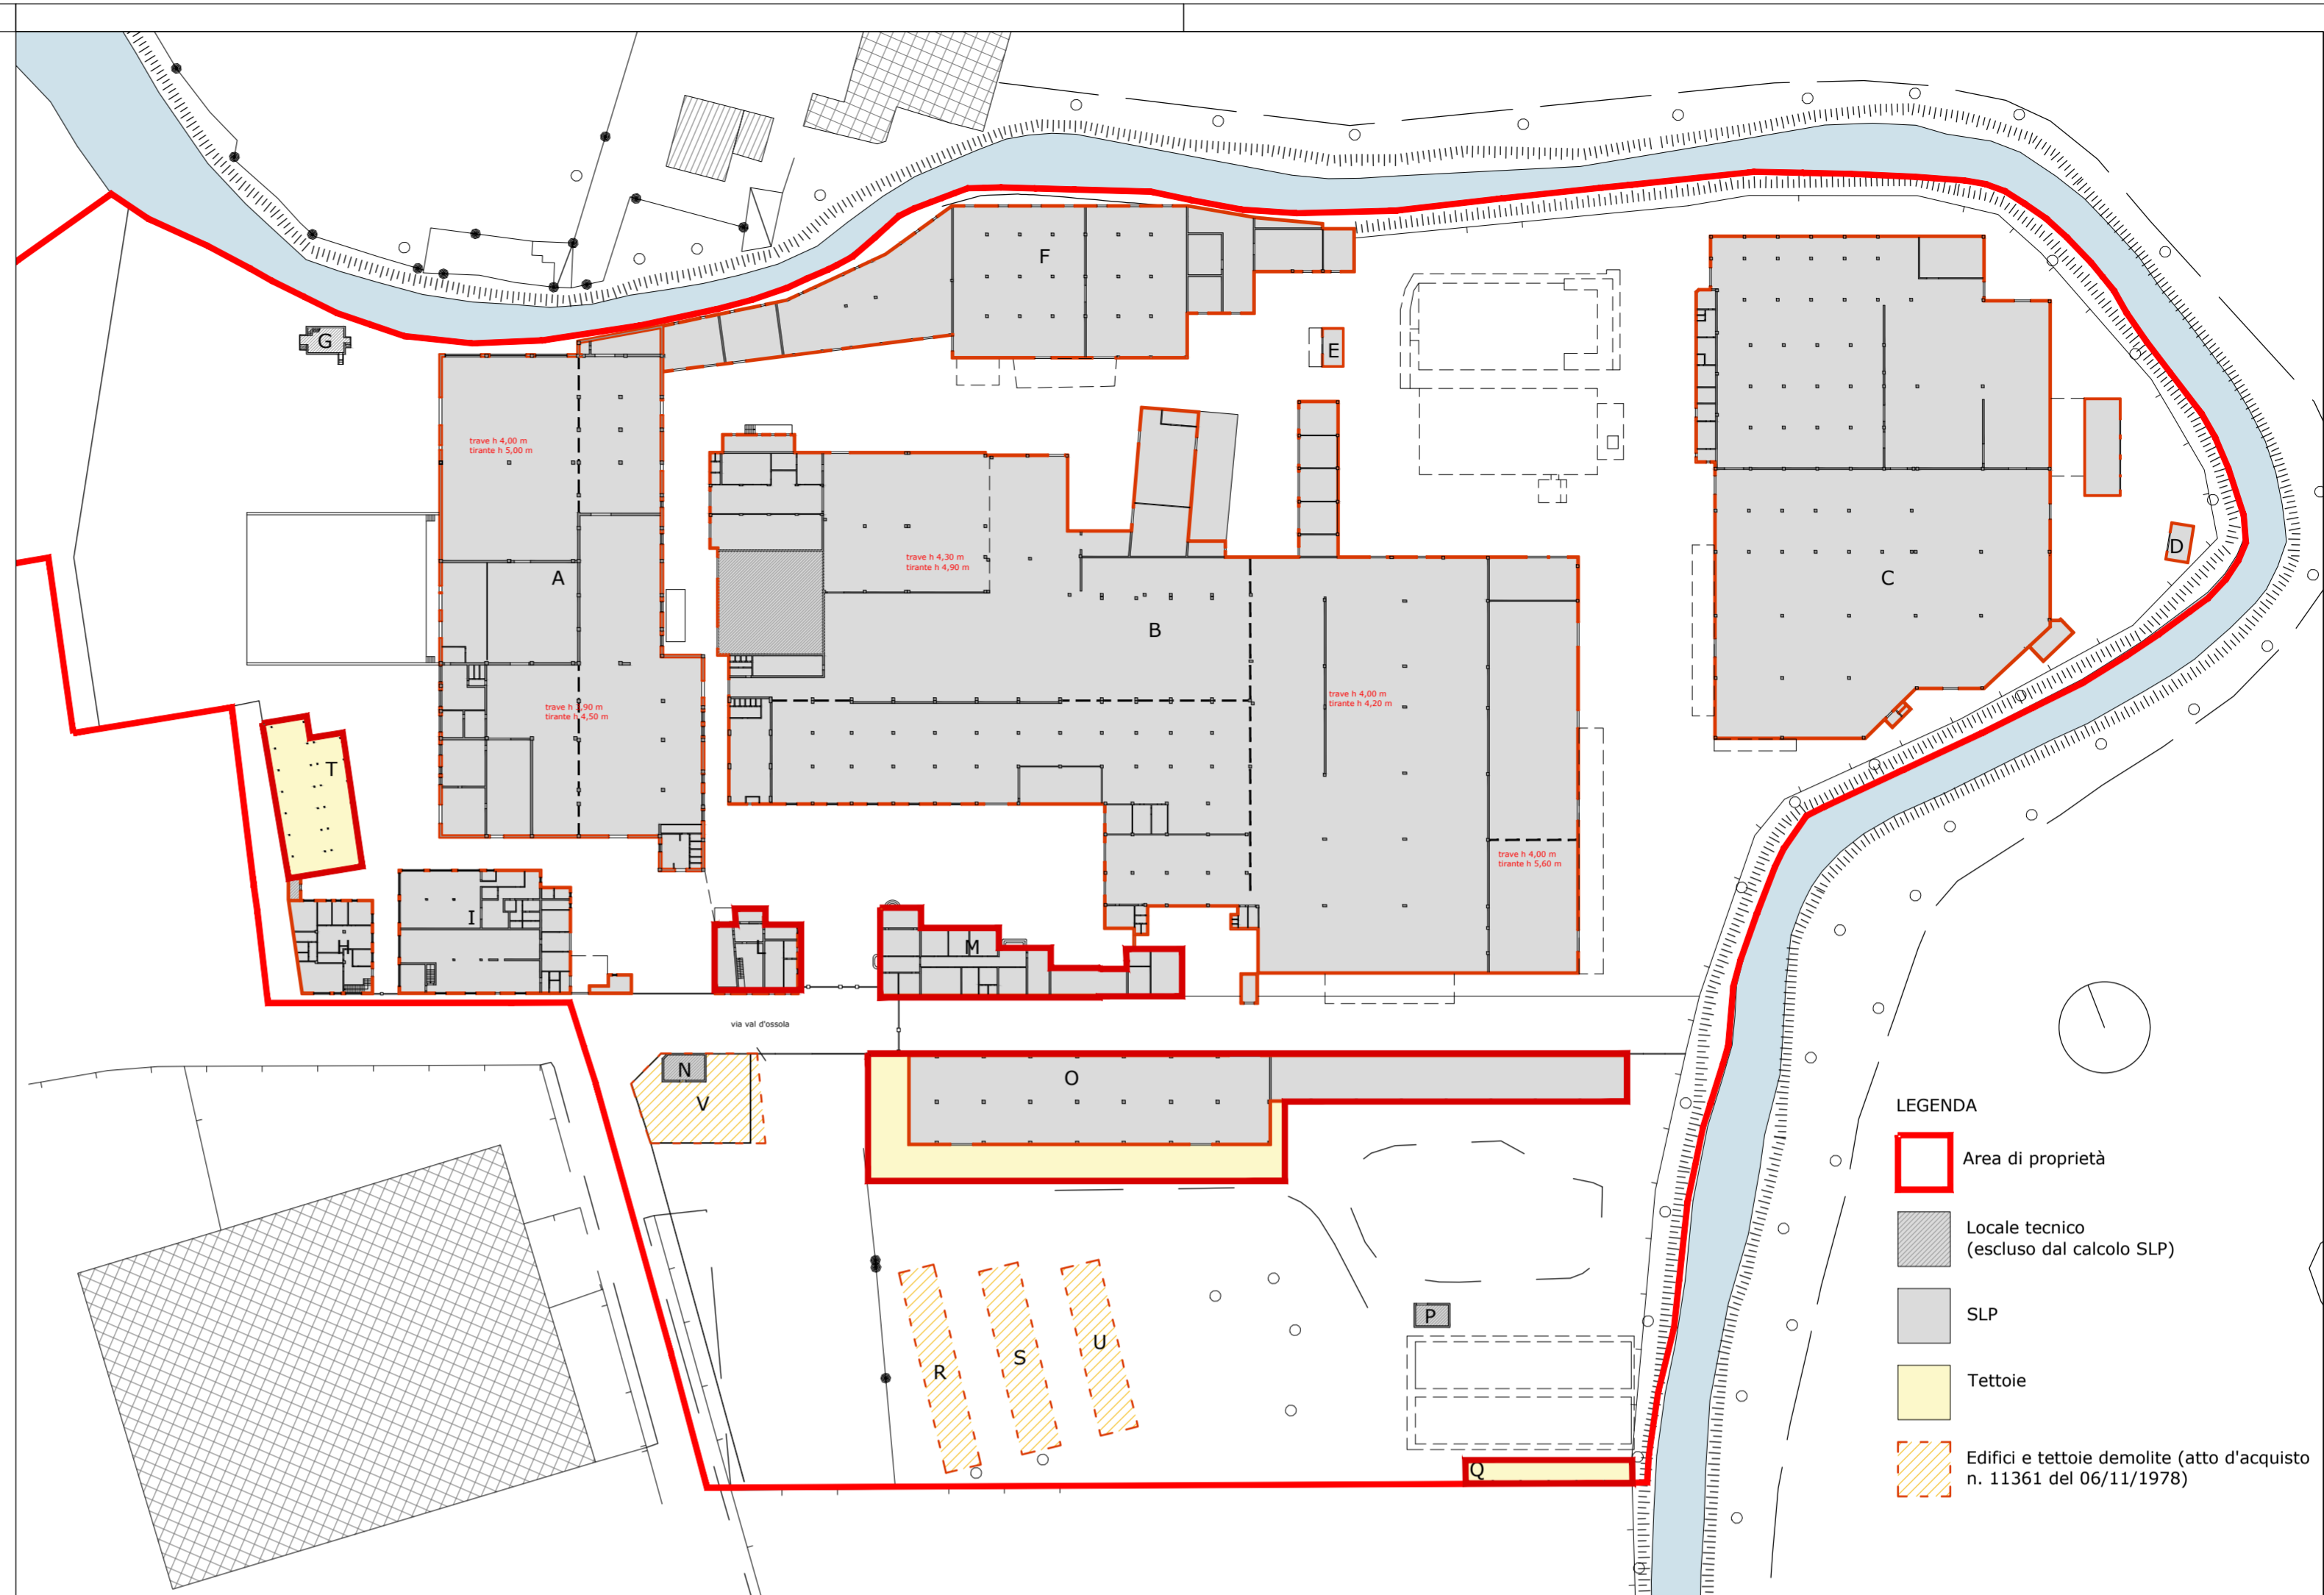 F
G
E
trave h 4,00 m
tirante h 5,00 m
D
trave h 4,30 m
tirante h 4,90 m
A
C
B
trave h 4,00 m
tirante h 4,20 m
trave h 3,90 m
tirante h 4,50 m
T
trave h 4,00 m
tirante h 5,60 m
I
H
L
M
via val d'ossola
N
O
V
LEGENDA
Area di proprietà
Locale tecnico
(escluso dal calcolo SLP)
P
SLP
U
S
R
Tettoie
Q
Edifici e tettoie demolite (atto d'acquisto
n. 11361 del 06/11/1978)